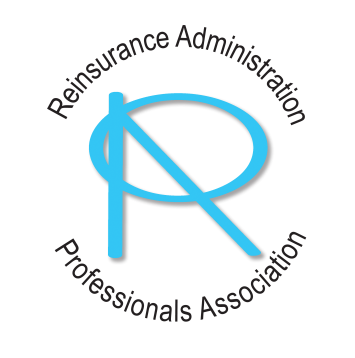 Reinsurance Administration
Professionals Association